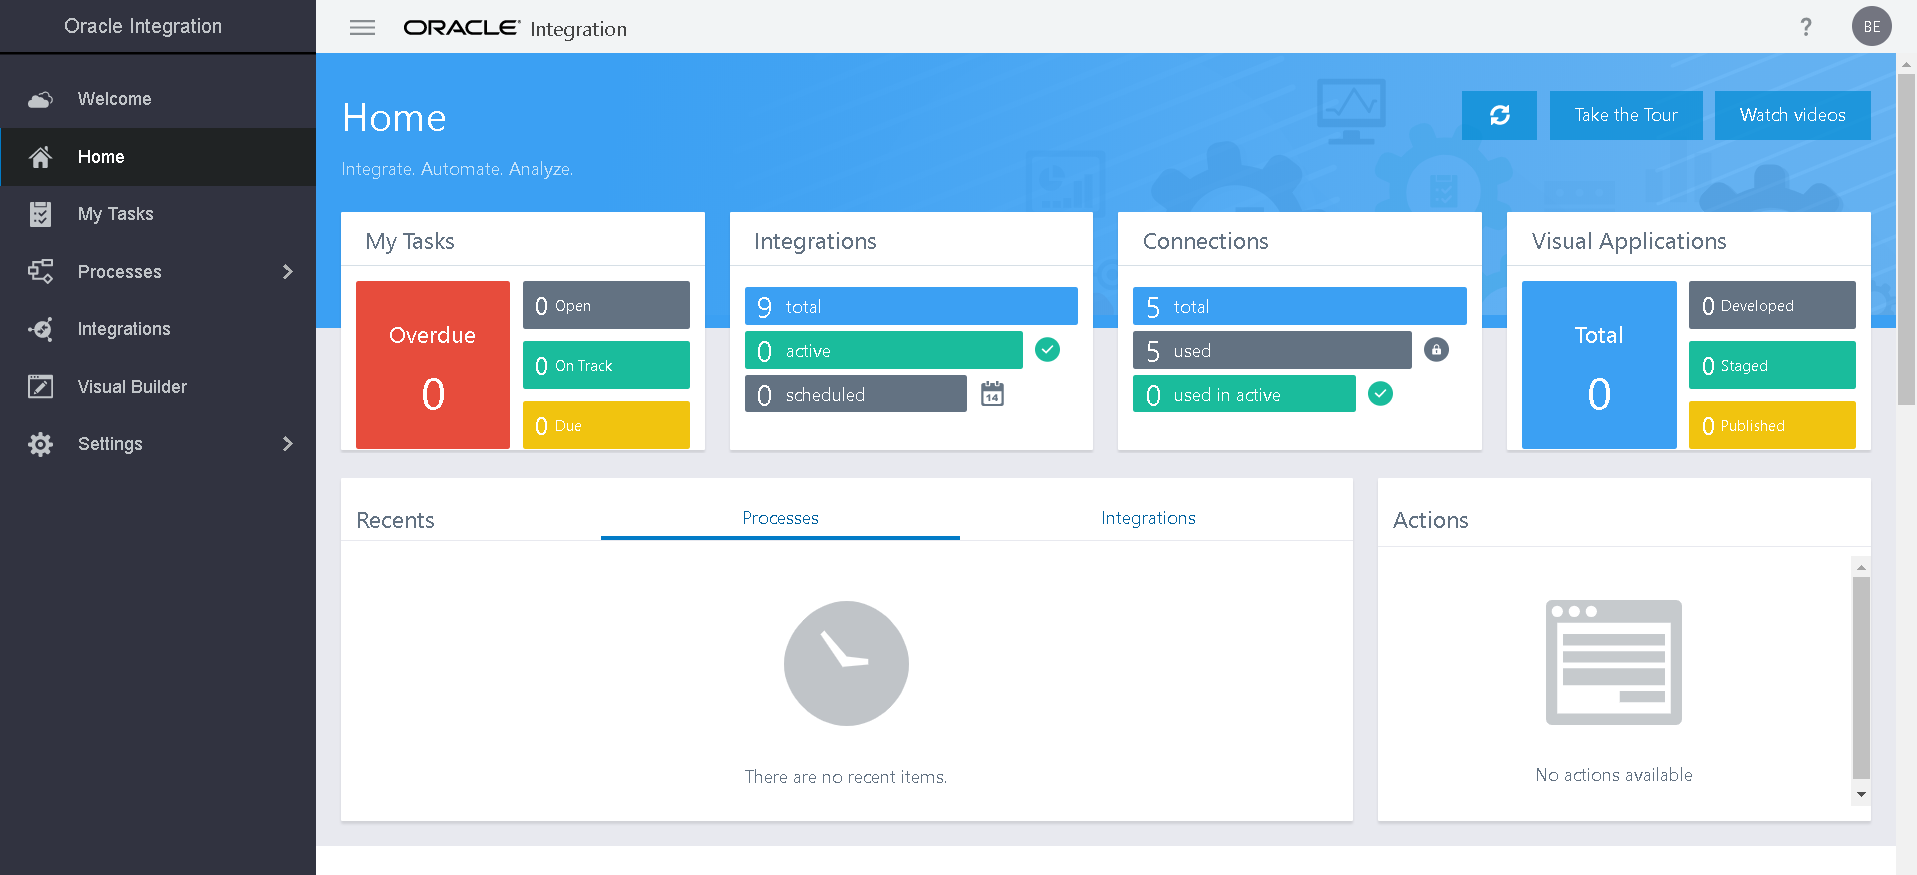 Oracle Integration
Welcome
Home
My Tasks
Processes
Integrations
Visual Builder
Settings
ORACLE® Integration
?
BE
Home
Integrate. Automate. Analyze.
Take the Tour
Watch videos
My Tasks
Overdue
0
0 Open
0 On Track
0 Due
Integrations
9 total
0 active
0 scheduled
14
Connections
5 total
5 used
0 used in active
Visual Applications
Total
0
0 Developed
0 Staged
0 Published
Recents
Processes
Integrations
There are no recent items.
Actions
No actions available